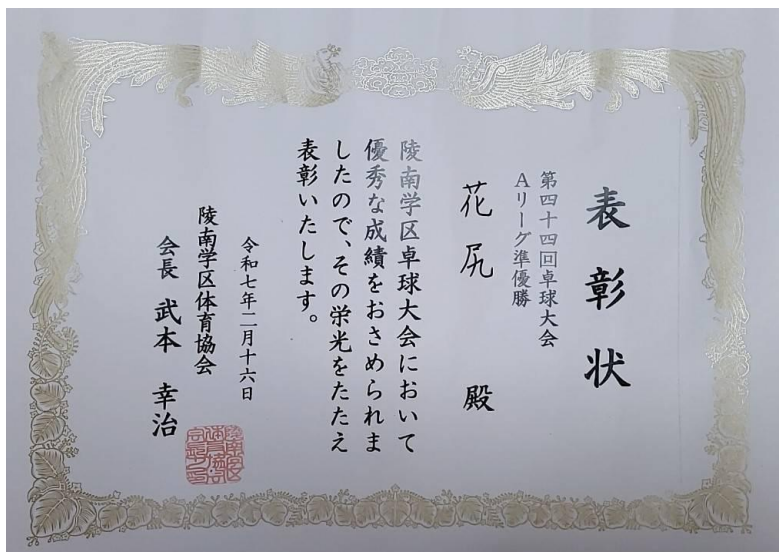 表彰状
第四十四回卓球大会
Aリーグ準優勝
花尻 殿
陵南学区卓球大会において
優秀な成績をおさめられま
したので、その栄光をたたえ
表彰いたします。
令和七年二月十六日
陵南学区体育協会
会長 武本 幸治